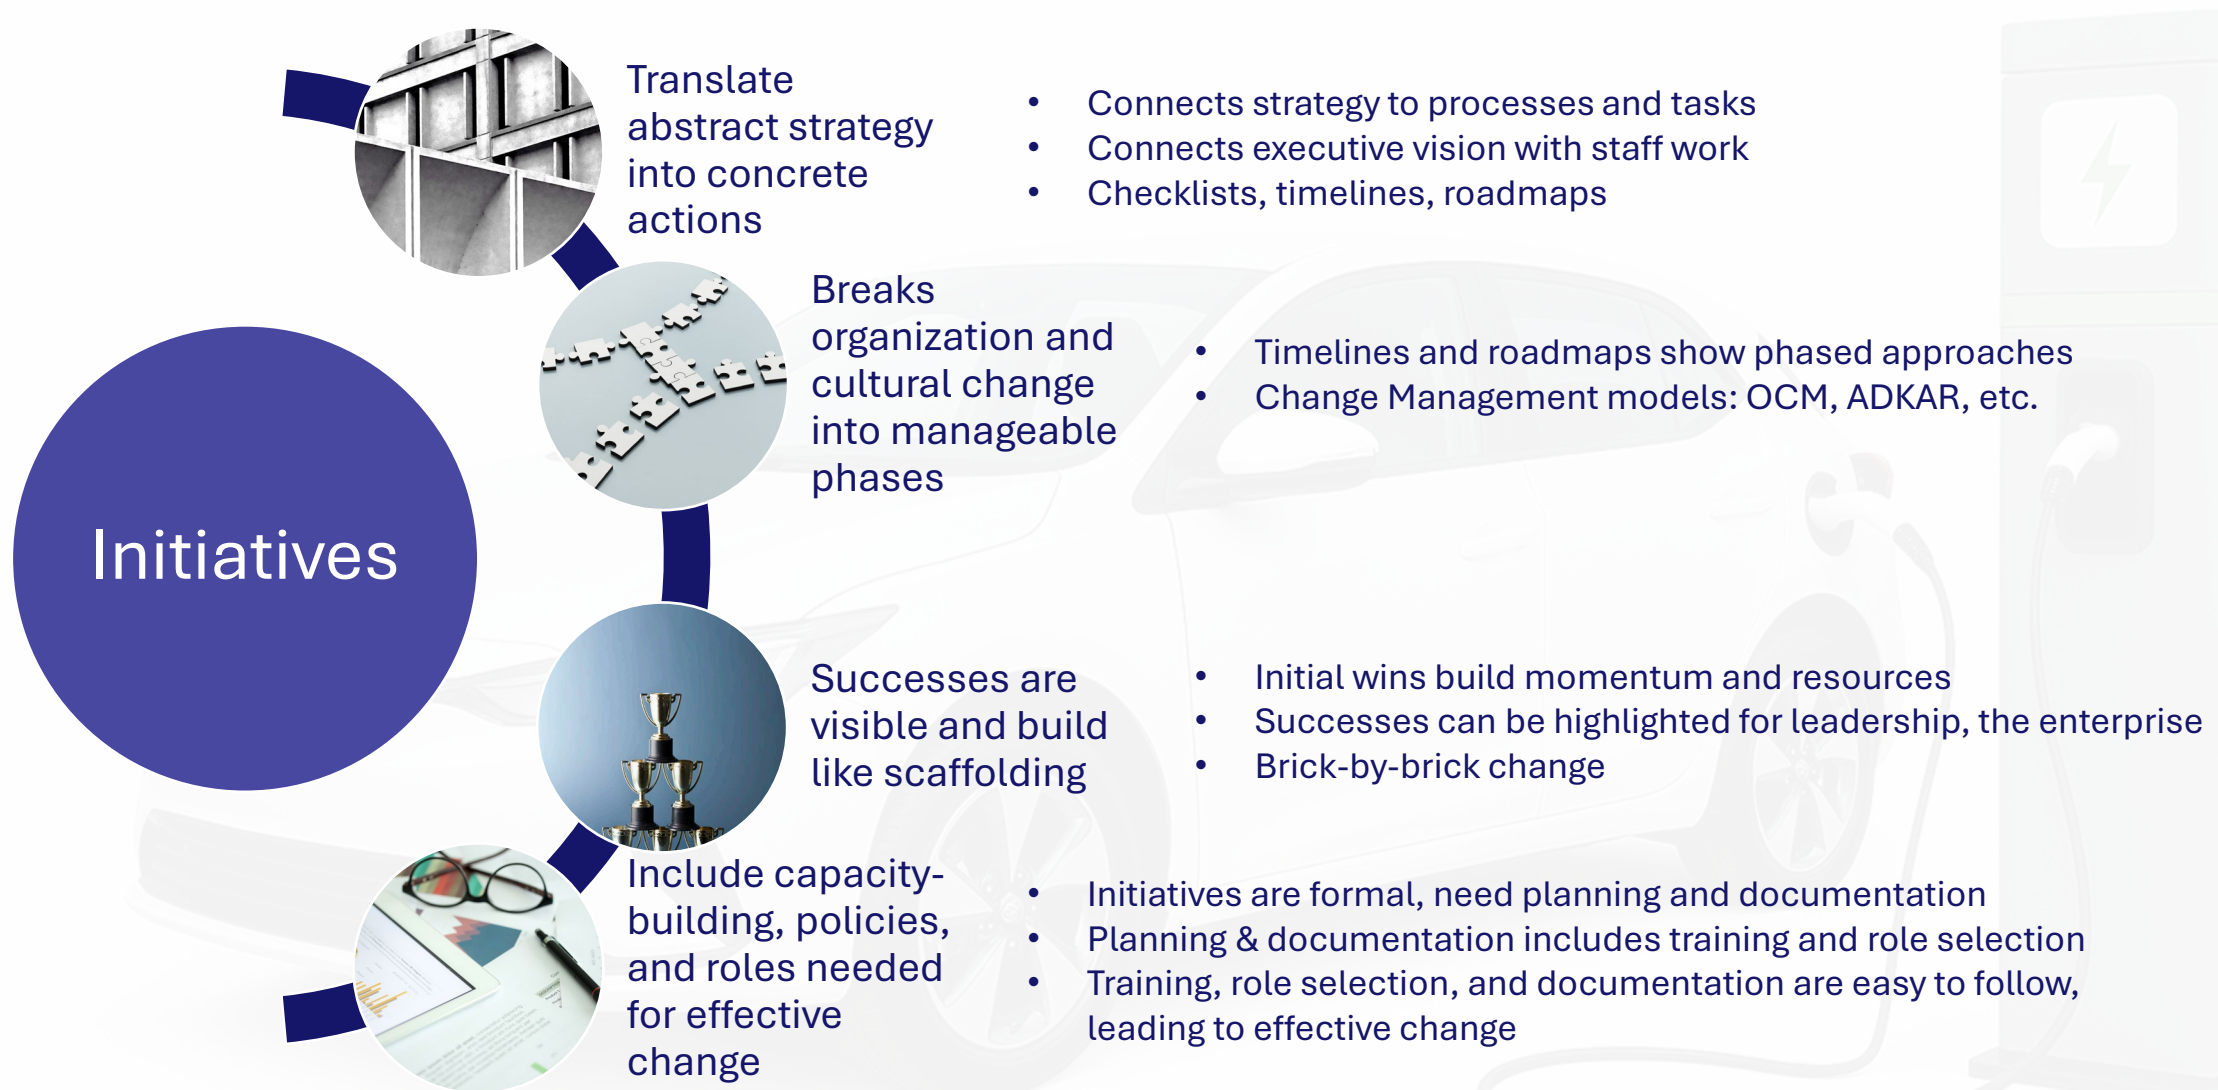 Initiatives
Translate
abstract strategy
into concrete
actions
• Connects strategy to processes and tasks
• Connects executive vision with staff work
• Checklists, timelines, roadmaps
Breaks
organization and
cultural change
into manageable
phases
• Timelines and roadmaps show phased approaches
• Change Management models: OCM, ADKAR, etc.
Successes are
visible and build
like scaffolding
• Initial wins build momentum and resources
• Successes can be highlighted for leadership, the enterprise
• Brick-by-brick change
Include capacity-
building, policies,
and roles needed
for effective
change
• Initiatives are formal, need planning and documentation
• Planning & documentation includes training and role selection
• Training, role selection, and documentation are easy to follow,
leading to effective change